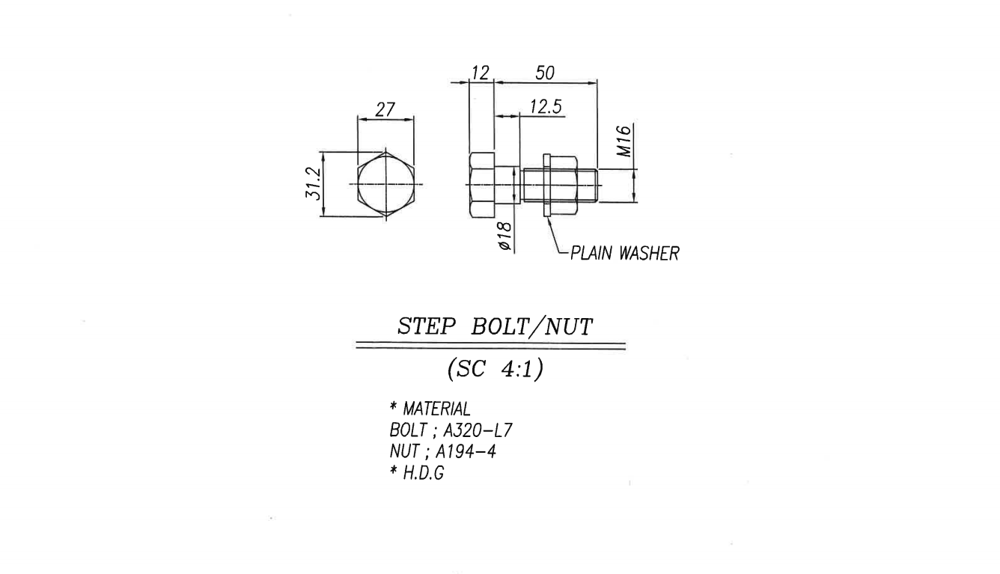 12
50
12.5
27
M16
31.2
ø18
PLAIN WASHER
STEP BOLT/NUT
(SC 4:1)
* MATERIAL
BOLT ; A320-L7
NUT ; A194-4
* H.D.G